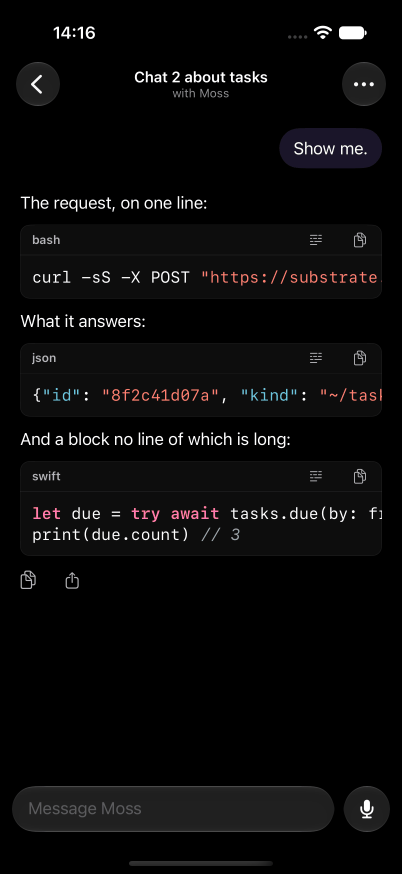 14:16
Chat 2 about tasks
with Moss
Show me.
The request, on one line:
bash
curl -sS -X POST "https://substrate.
What it answers:
json
{"id": "8f2c41d07a", "kind": "~/task
And a block no line of which is long:
swift
let due = try await tasks.due(by: fr
print(due.count) // 3
Message Moss